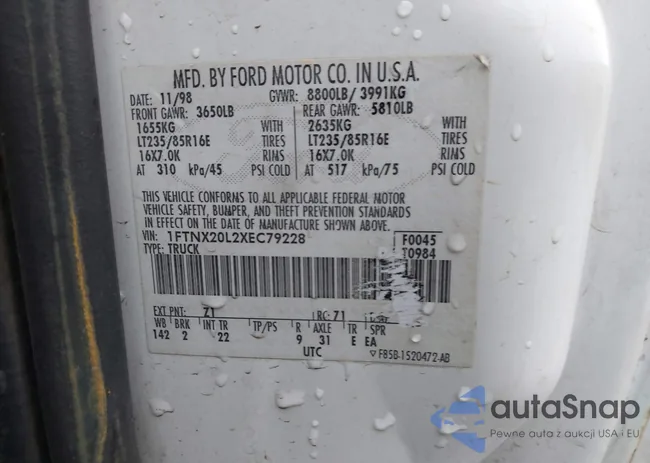 MFD. BY FORD MOTOR CO. IN U.S.A.
DATE: 11/98 GVWR: 8800LB/ 3991KG
FRONT GAWR: 3650LB REAR GAWR: 5810LB
1655KG WITH 2635KG WITH
LT235/85R16E TIRES LT235/85R16E TIRES
16X7.0K RIMS 16X7.0K RIMS
AT 310 kPa/45 PSI COLD AT 517 kPa/75 PSI COLD
THIS VEHICLE CONFORMS TO ALL APPLICABLE FEDERAL MOTOR
VEHICLE SAFETY, BUMPER, AND THEFT PREVENTION STANDARDS
IN EFFECT ON THE DATE OF MANUFACTURE SHOWN ABOVE.
VIN: 1FTNX20L2XEC79228 F0045
TYPE: TRUCK T0984
EXT PNT: Z1 RC: 71
WB BRK INT TR TP/PS R AXLE TR SPR
142 2 22 9 31 E EA
UTC F85B-1520472-AB
autaSnap
Pewne auta z aukcji USA i EU